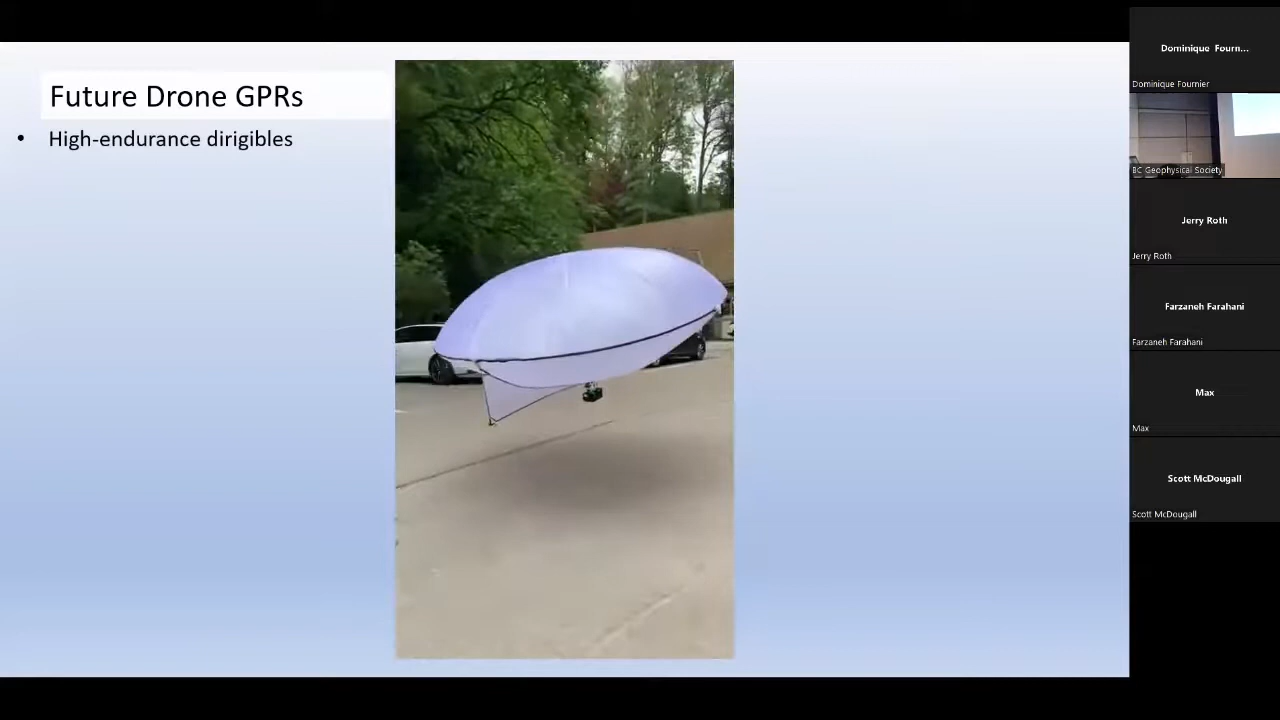 Future Drone GPRs
• High-endurance dirigibles
Dominique Fourn...
Dominique Fournier
BC Geophysical Society
Jerry Roth
Jerry Roth
Farzaneh Farahani
Farzaneh Farahani
Max
Max
Scott McDougall
Scott McDougall